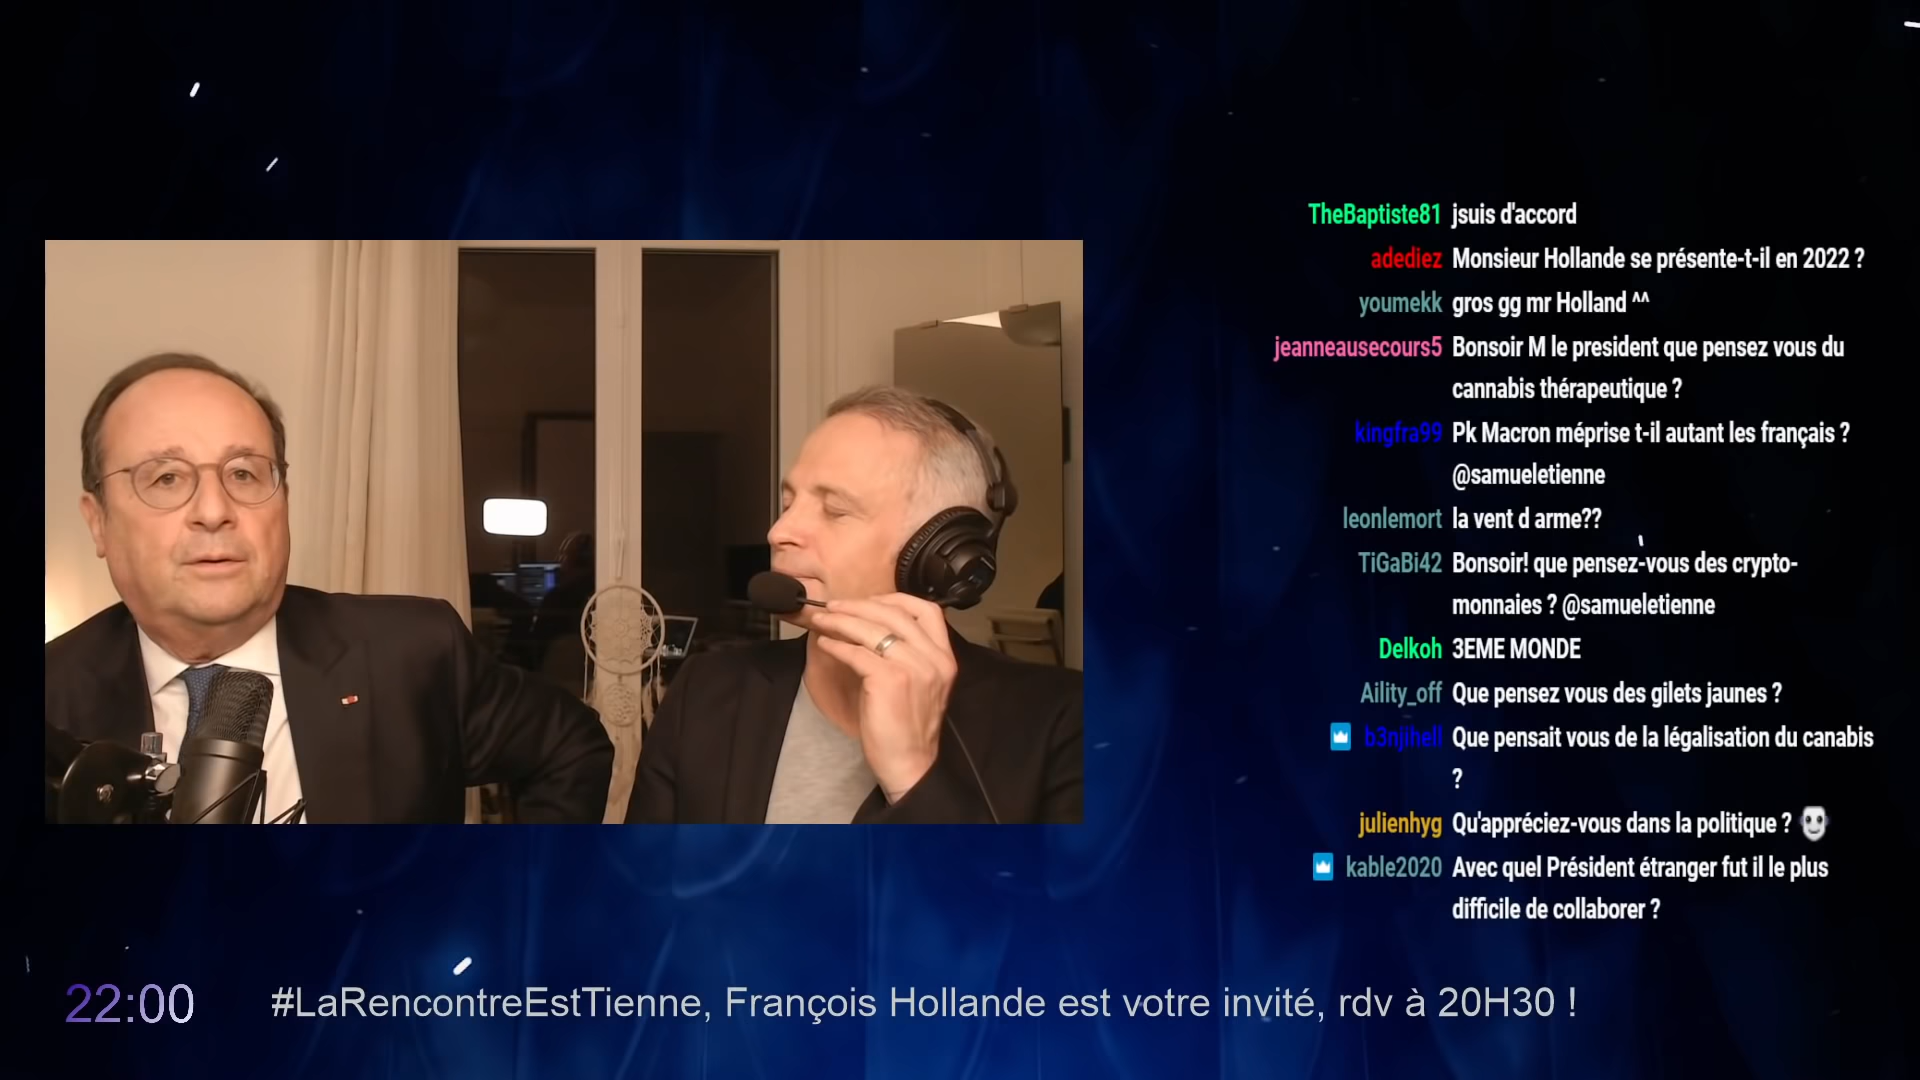 TheBaptiste81 jsuis d'accord
adediez Monsieur Hollande se présente-t-il en 2022 ?
youmekk gros gg mr Holland ^^
jeanneausecours5 Bonsoir M le president que pensez vous du
cannabis thérapeutique ?
kingfra99 Pk Macron méprise t-il autant les français ?
@samueletienne
leonlemort la vent d arme??
TiGaBi42 Bonsoir! que pensez-vous des crypto-
monnaies ? @samueletienne
Delkoh 3EME MONDE
Aility_off Que pensez vous des gilets jaunes ?
b3njihell Que pensait vous de la légalisation du canabis
?
julienhyg Qu'appréciez-vous dans la politique ?
kable2020 Avec quel Président étranger fut il le plus
difficile de collaborer ?
22:00 #LaRencontreEstTienne, François Hollande est votre invité, rdv à 20H30 !